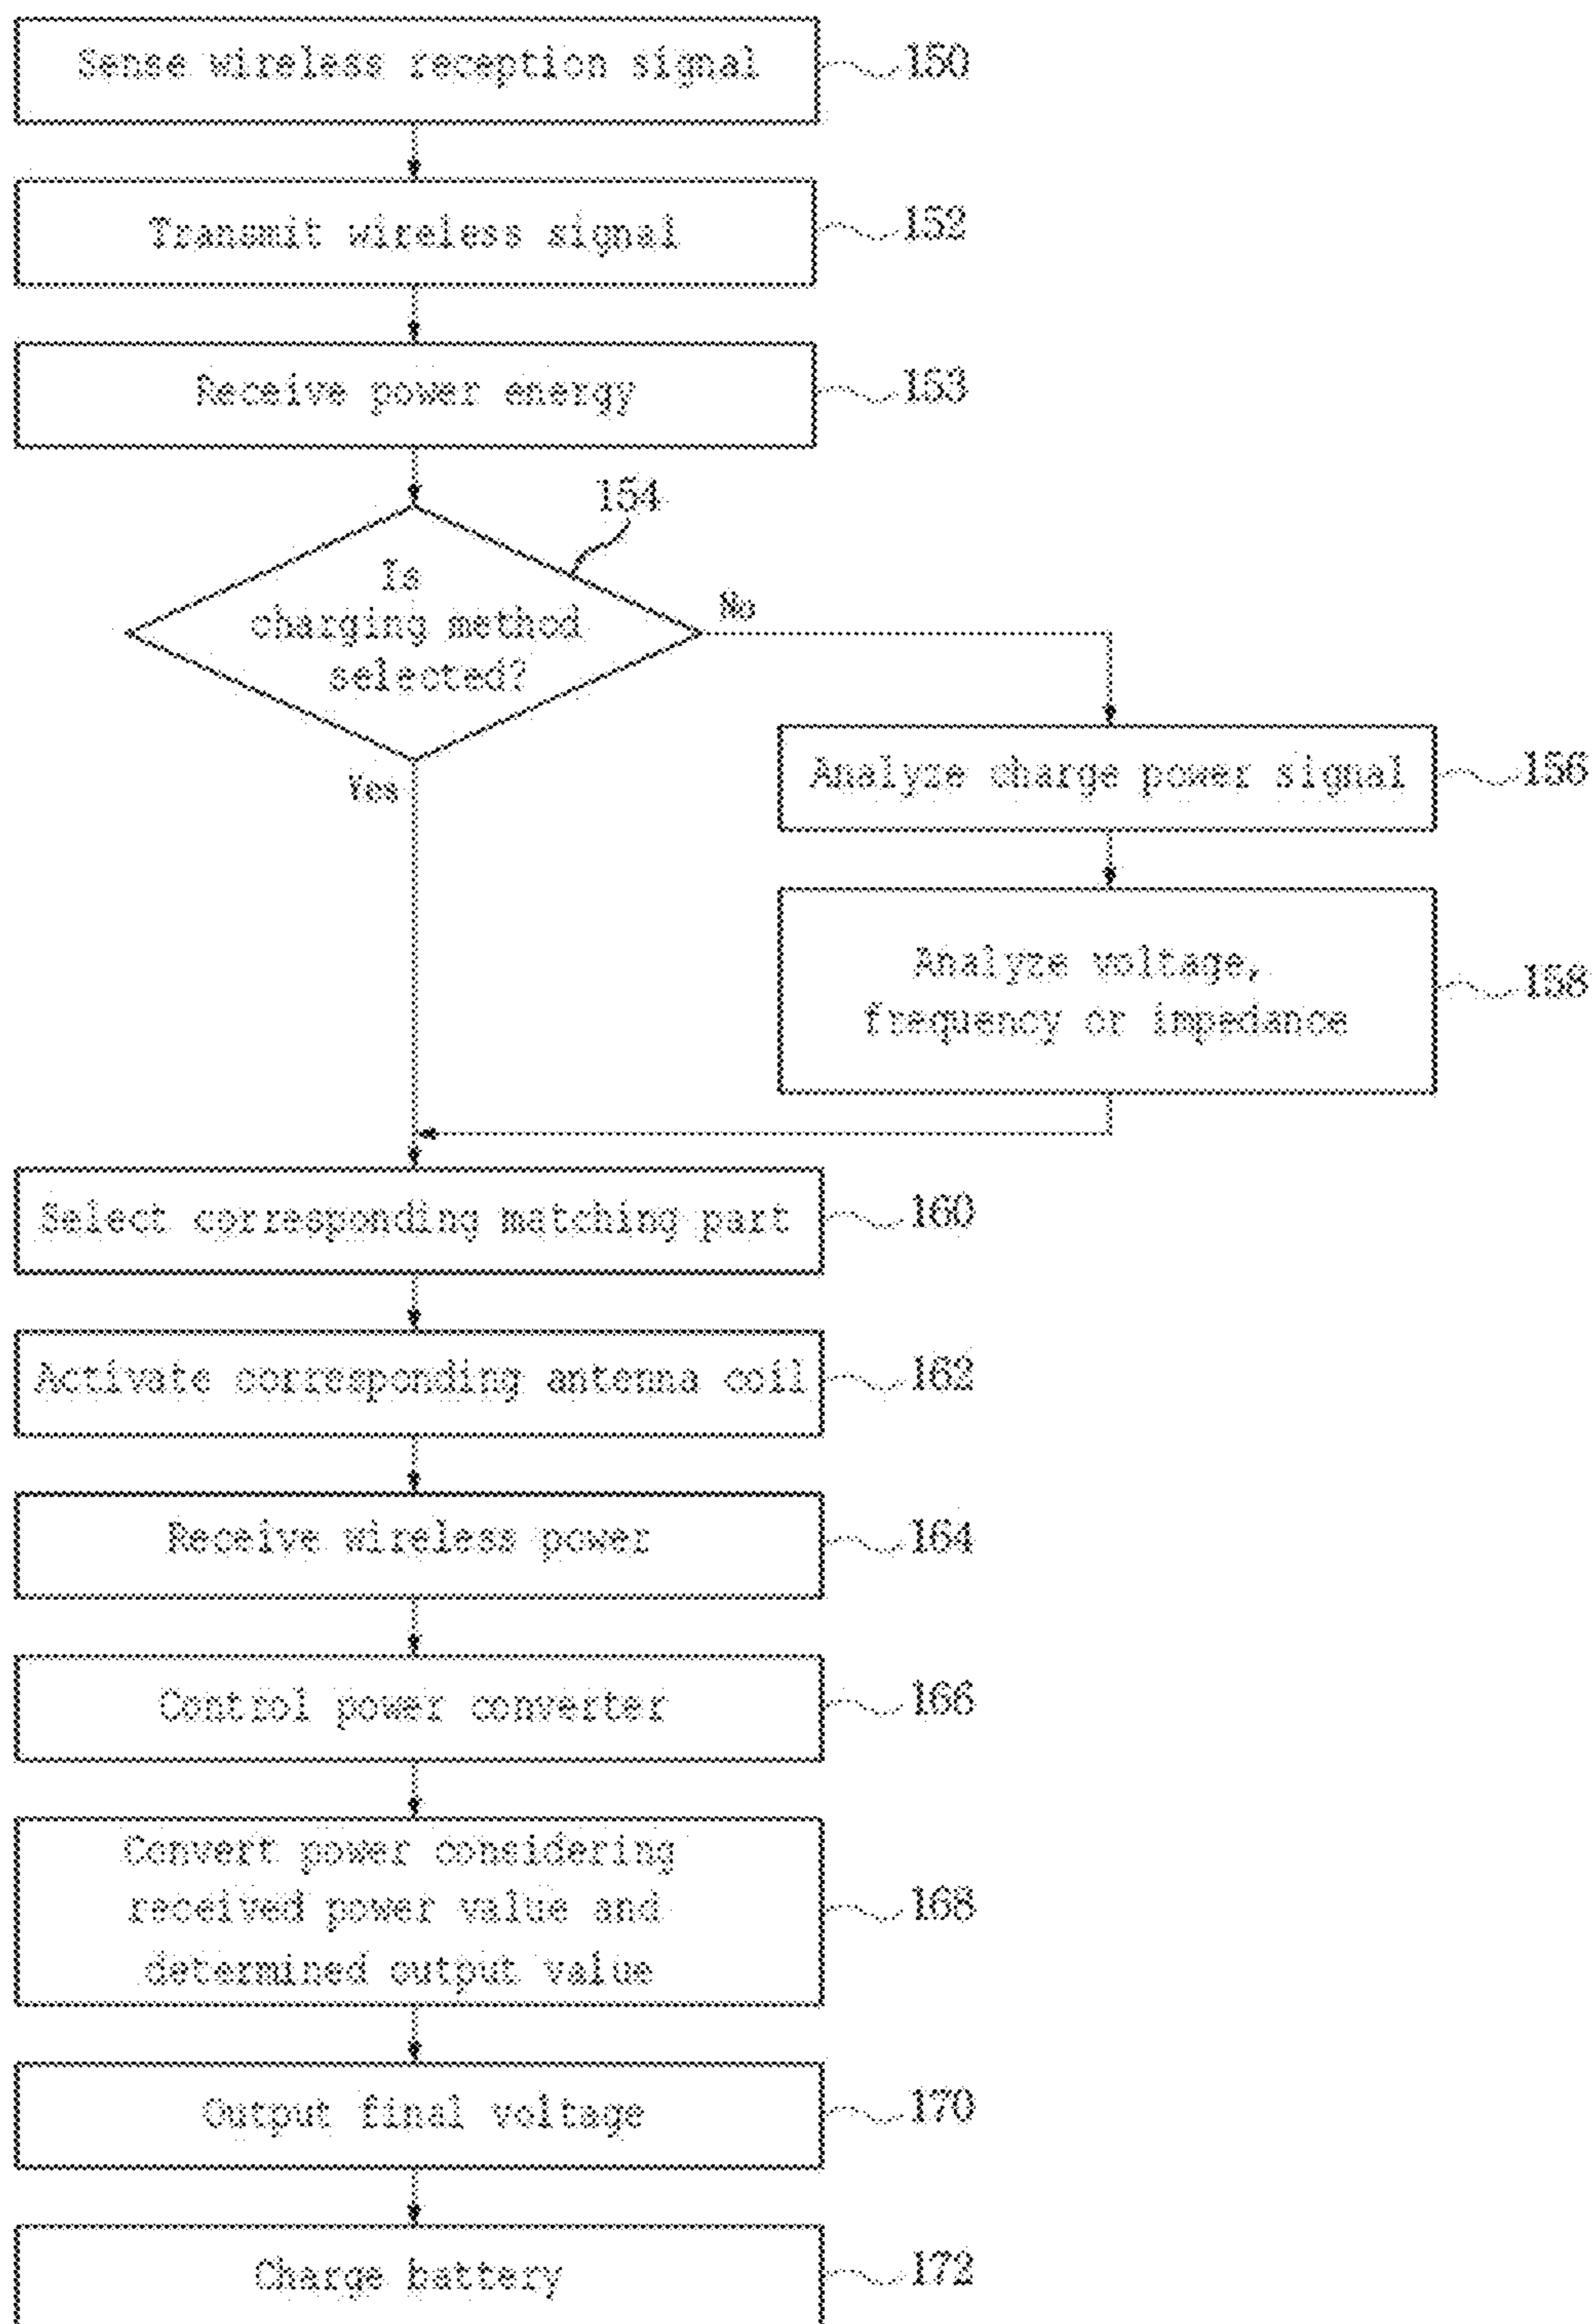 Sense wireless reception signal
150
Transmit wireless signal
152
Receive power energy
153
154
Is
charging method
selected?
No
Yes
Analyze charge power signal
156
Analyze voltage,
frequency or impedance
158
Select corresponding matching part
160
Activate corresponding antenna coil
162
Receive wireless power
164
Control power converter
166
Convert power considering
received power value and
determined output value
168
Output final voltage
170
Charge battery
172